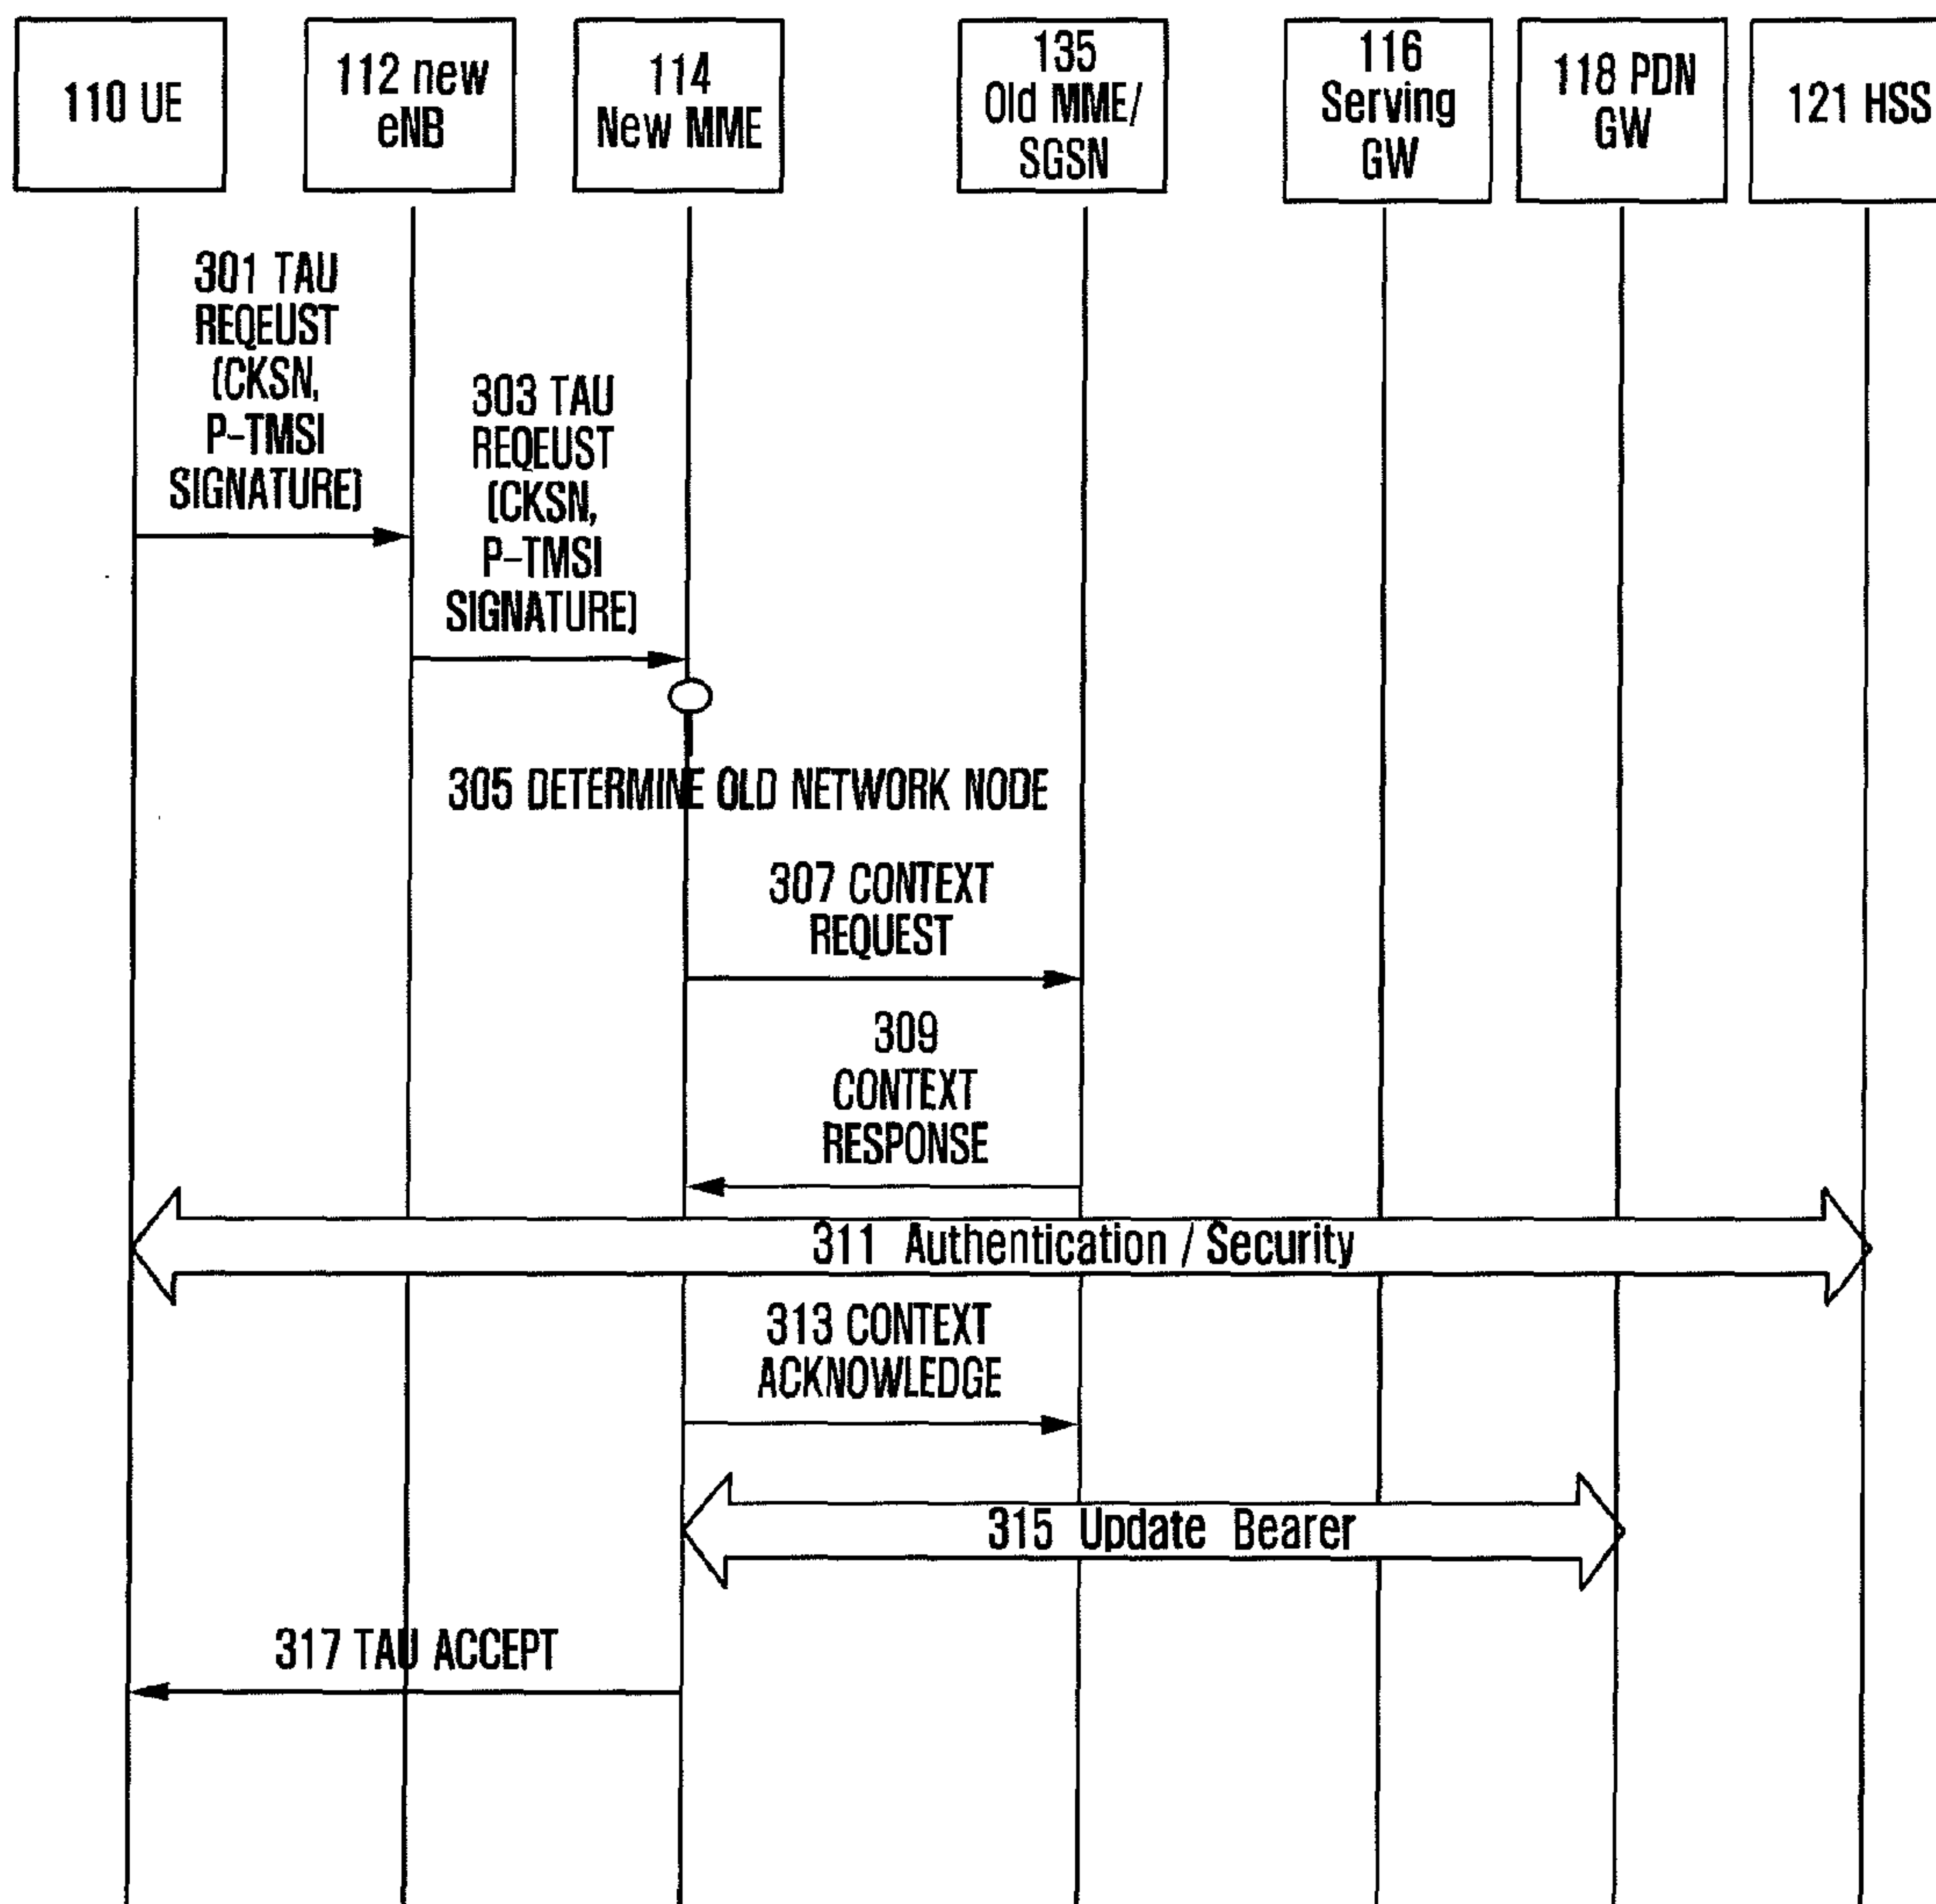 110 UE
112 new
eNB
114
New MME
135
Old MME/
SGSN
116
Serving
GW
118 PDN
GW
121 HSS
301 TAU
REQEUST
(CKSN,
P-TMSI
SIGNATURE)
303 TAU
REQEUST
(CKSN,
P-TMSI
SIGNATURE)
305 DETERMINE OLD NETWORK NODE
307 CONTEXT
REQUEST
309
CONTEXT
RESPONSE
311 Authentication / Security
313 CONTEXT
ACKNOWLEDGE
315 Update Bearer
317 TAU ACCEPT